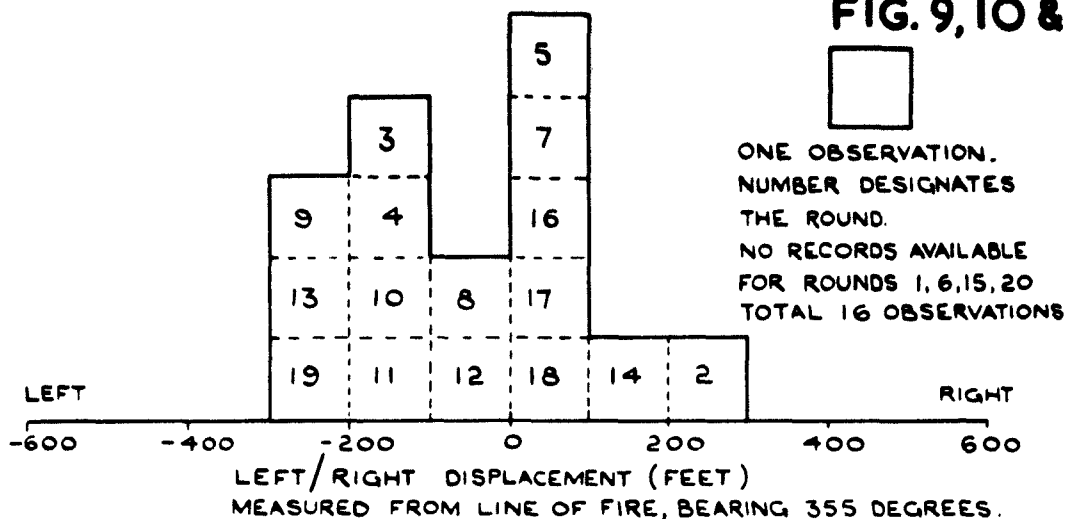 FIG. 9, 10 &
5
3 7
9 4 16
13 10 8 17
19 11 12 18 14 2
ONE OBSERVATION.
NUMBER DESIGNATES
THE ROUND.
NO RECORDS AVAILABLE
FOR ROUNDS 1, 6, 15, 20
TOTAL 16 OBSERVATIONS
LEFT RIGHT
-600 -400 -200 0 200 400 600
LEFT/RIGHT DISPLACEMENT (FEET)
MEASURED FROM LINE OF FIRE, BEARING 355 DEGREES.